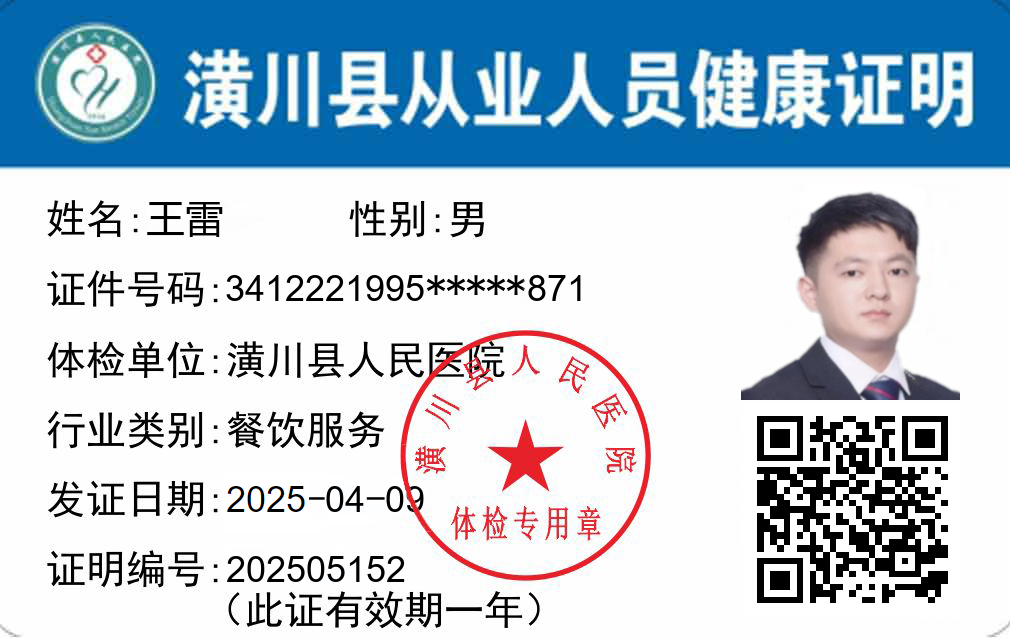 潢川县从业人员健康证明
姓名:王雷 性别:男
证件号码:3412221995*****871
体检单位:潢川县人民医院
行业类别:餐饮服务
发证日期:2025-04-09
证明编号:202505152
（此证有效期一年）
潢川县人民医院
体检专用章